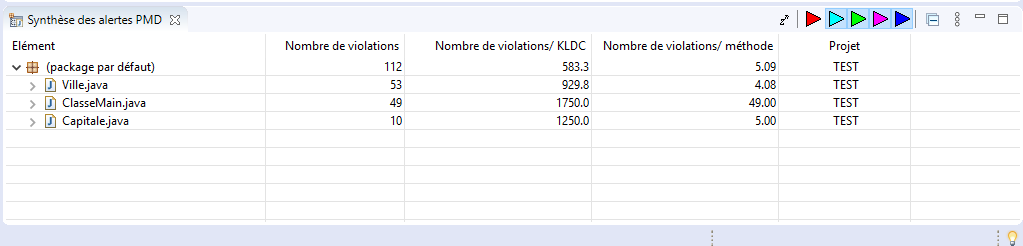 Synthèse des alertes PMD
Elément Nombre de violations Nombre de violations/ KLDC Nombre de violations/ méthode Projet
(package par défaut) 112 583.3 5.09 TEST
Ville.java 53 929.8 4.08 TEST
ClasseMain.java 49 1750.0 49.00 TEST
Capitale.java 10 1250.0 5.00 TEST